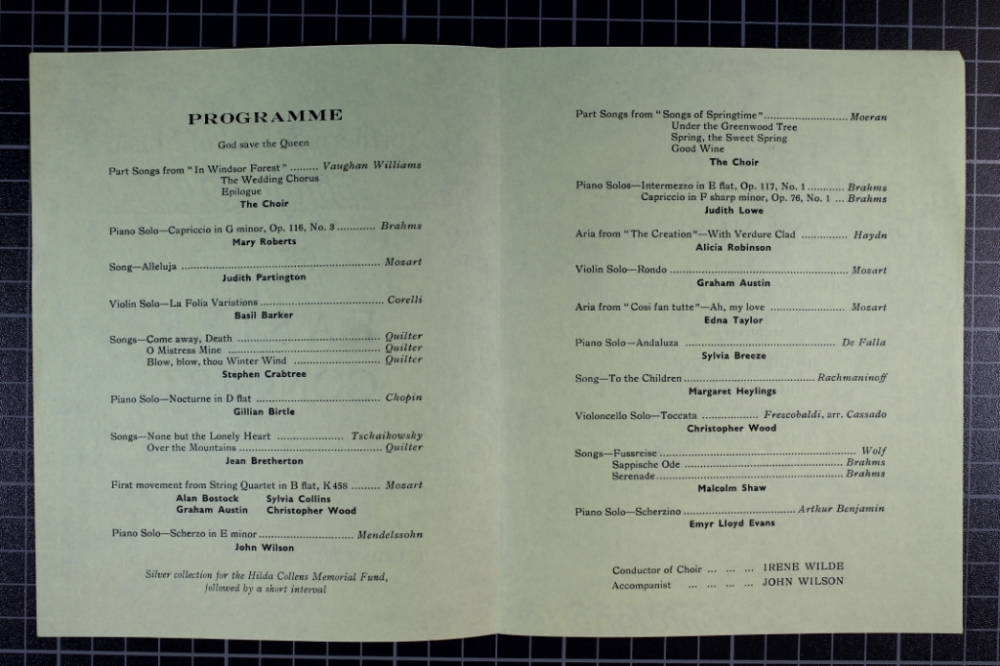 PROGRAMME
God save the Queen
Part Songs from "In Windsor Forest" ......... Vaughan Williams
The Wedding Chorus
Epilogue
The Choir
Piano Solo—Capriccio in G minor, Op. 116, No. 3 ............ Brahms
Mary Roberts
Song—Alleluja ............ Mozart
Judith Partington
Violin Solo—La Folia Variations ............ Corelli
Basil Barker
Songs—Come away, Death ............ Quilter
O Mistress Mine ............ Quilter
Blow, blow, thou Winter Wind ............ Quilter
Stephen Crabtree
Piano Solo—Nocturne in D flat ............ Chopin
Gillian Birtle
Songs—None but the Lonely Heart ............ Tschaikowsky
Over the Mountains ............ Quilter
Jean Bretherton
First movement from String Quartet in B flat, K458 ......... Mozart
Alan Bostock Sylvia Collins
Graham Austin Christopher Wood
Piano Solo—Scherzo in E minor ............ Mendelssohn
John Wilson
Silver collection for the Hilda Collens Memorial Fund,
followed by a short interval
Part Songs from "Songs of Springtime" ............ Moeran
Under the Greenwood Tree
Spring, the Sweet Spring
Good Wine
The Choir
Piano Solos—Intermezzo in E flat, Op. 117, No. 1 ............ Brahms
Capriccio in F sharp minor, Op. 76, No. 1 ... Brahms
Judith Lowe
Aria from "The Creation"—With Verdure Clad ............ Haydn
Alicia Robinson
Violin Solo—Rondo ............ Mozart
Graham Austin
Aria from "Cosi fan tutte"—Ah, my love ............ Mozart
Edna Taylor
Piano Solo—Andaluza ............ De Falla
Sylvia Breeze
Song—To the Children ............ Rachmaninoff
Margaret Heylings
Violoncello Solo—Toccata ............ Frescobaldi, arr. Cassado
Christopher Wood
Songs—Fussreise ............ Wolf
Sappische Ode ............ Brahms
Serenade ............ Brahms
Malcolm Shaw
Piano Solo—Scherzino ............ Arthur Benjamin
Emyr Lloyd Evans
Conductor of Choir ... ... ... IRENE WILDE
Accompanist ... ... ... ... JOHN WILSON